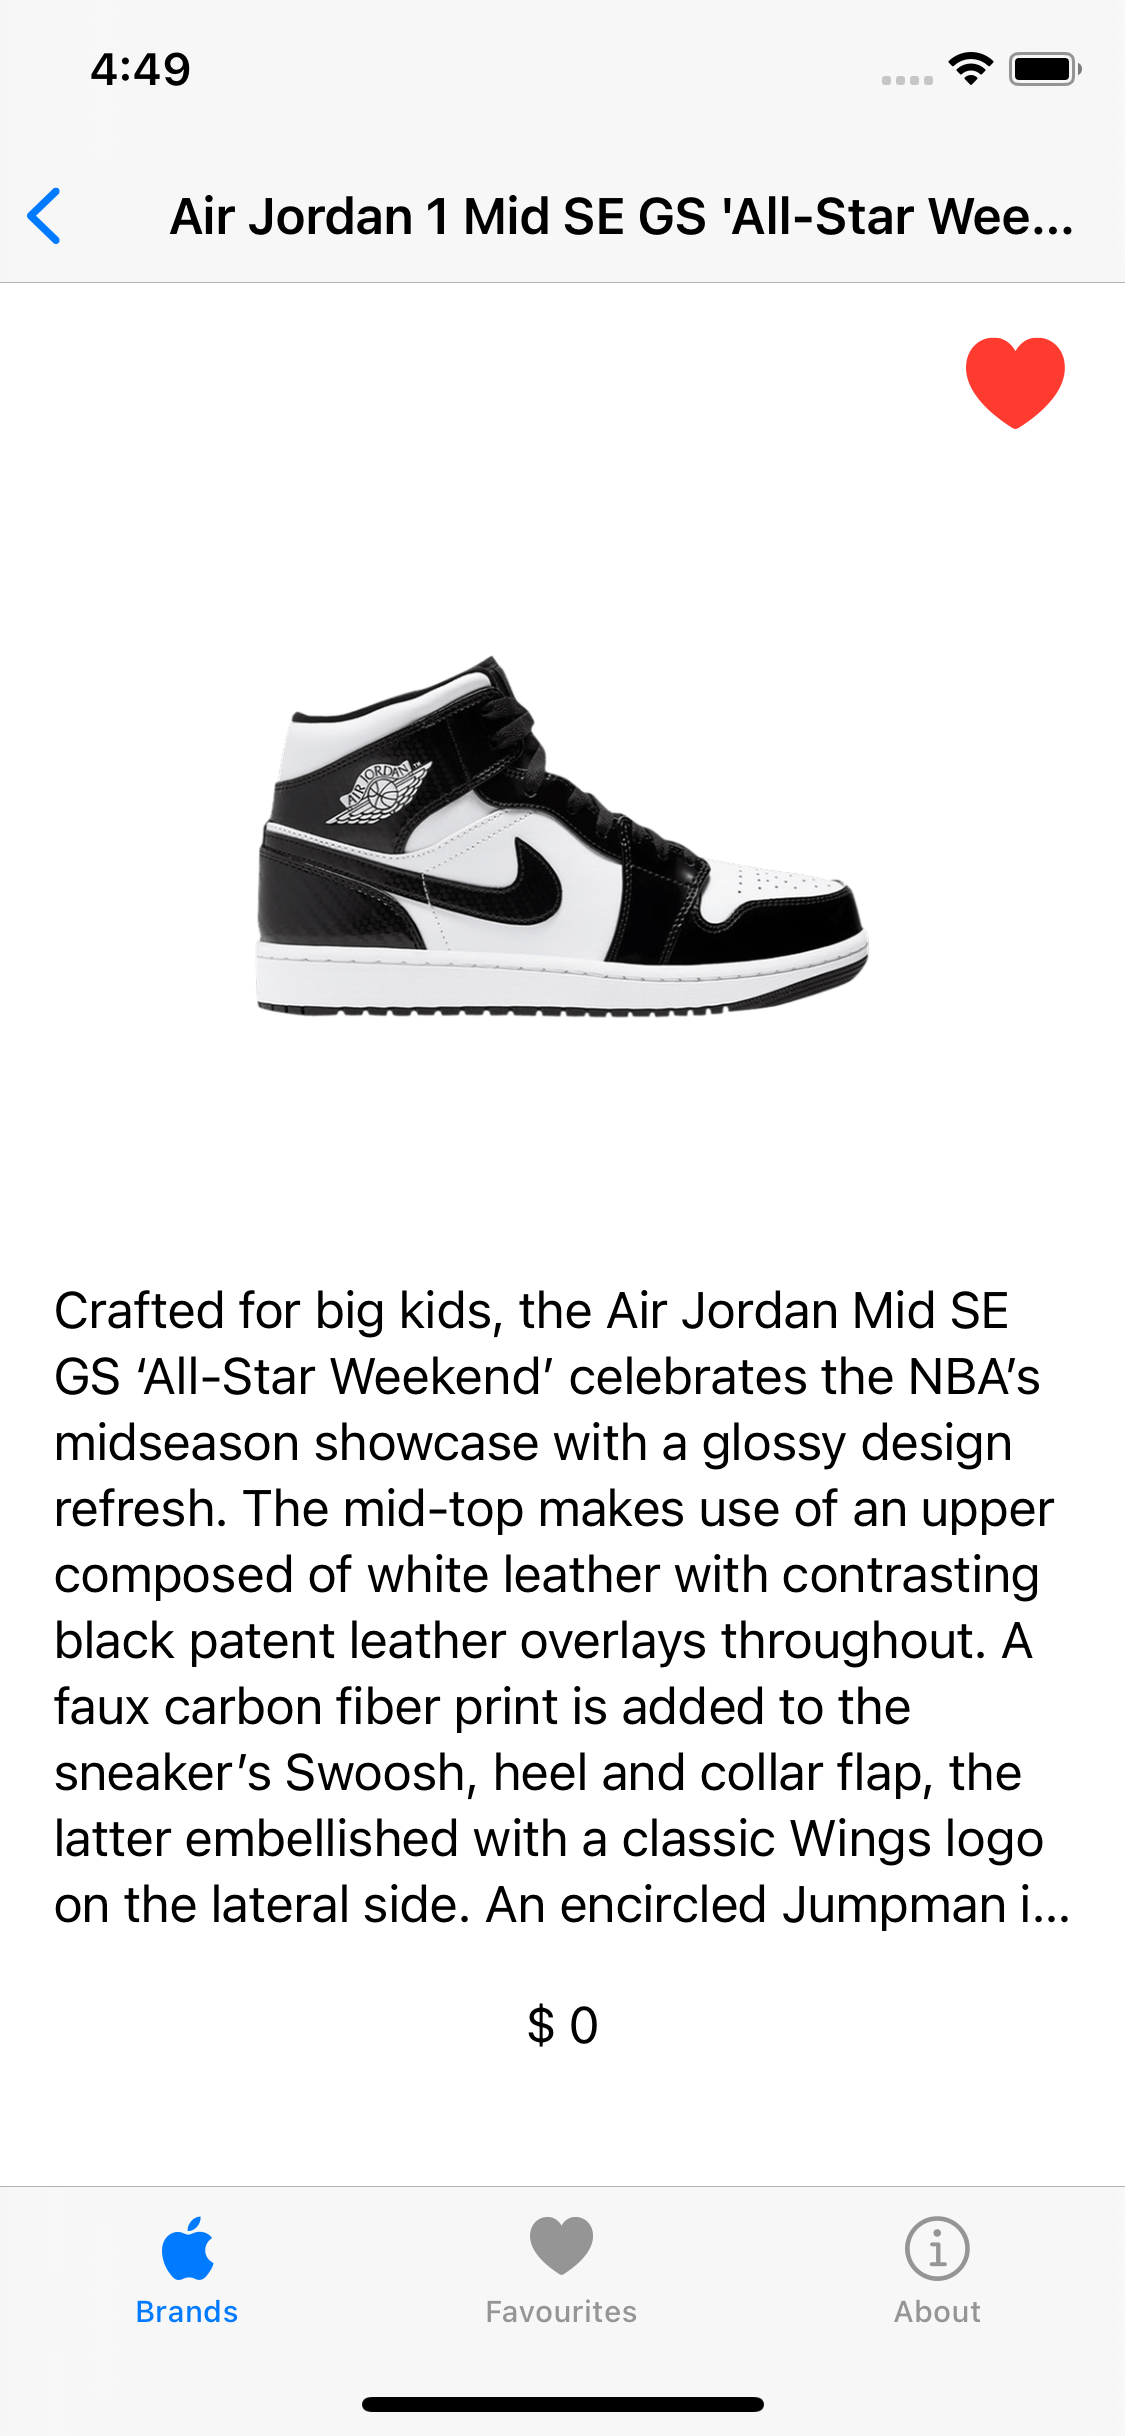 4:49
Air Jordan 1 Mid SE GS 'All-Star Wee...
AIR JORDAN
Crafted for big kids, the Air Jordan Mid SE
GS ‘All-Star Weekend’ celebrates the NBA’s
midseason showcase with a glossy design
refresh. The mid-top makes use of an upper
composed of white leather with contrasting
black patent leather overlays throughout. A
faux carbon fiber print is added to the
sneaker’s Swoosh, heel and collar flap, the
latter embellished with a classic Wings logo
on the lateral side. An encircled Jumpman i...
$ 0
Brands
Favourites
About